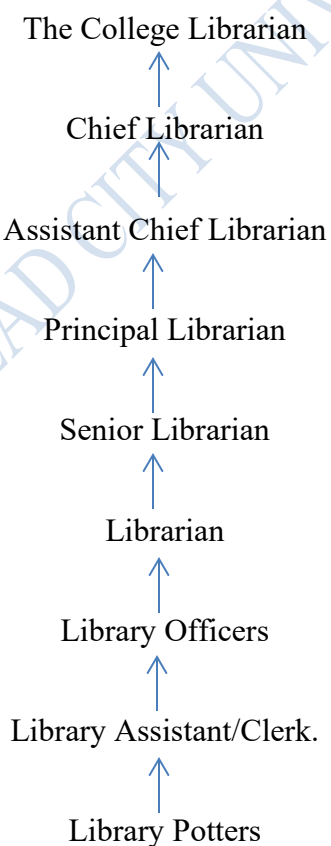 The College Librarian
Chief Librarian
Assistant Chief Librarian
Principal Librarian
Senior Librarian
Librarian
Library Officers
Library Assistant/Clerk.
Library Potters